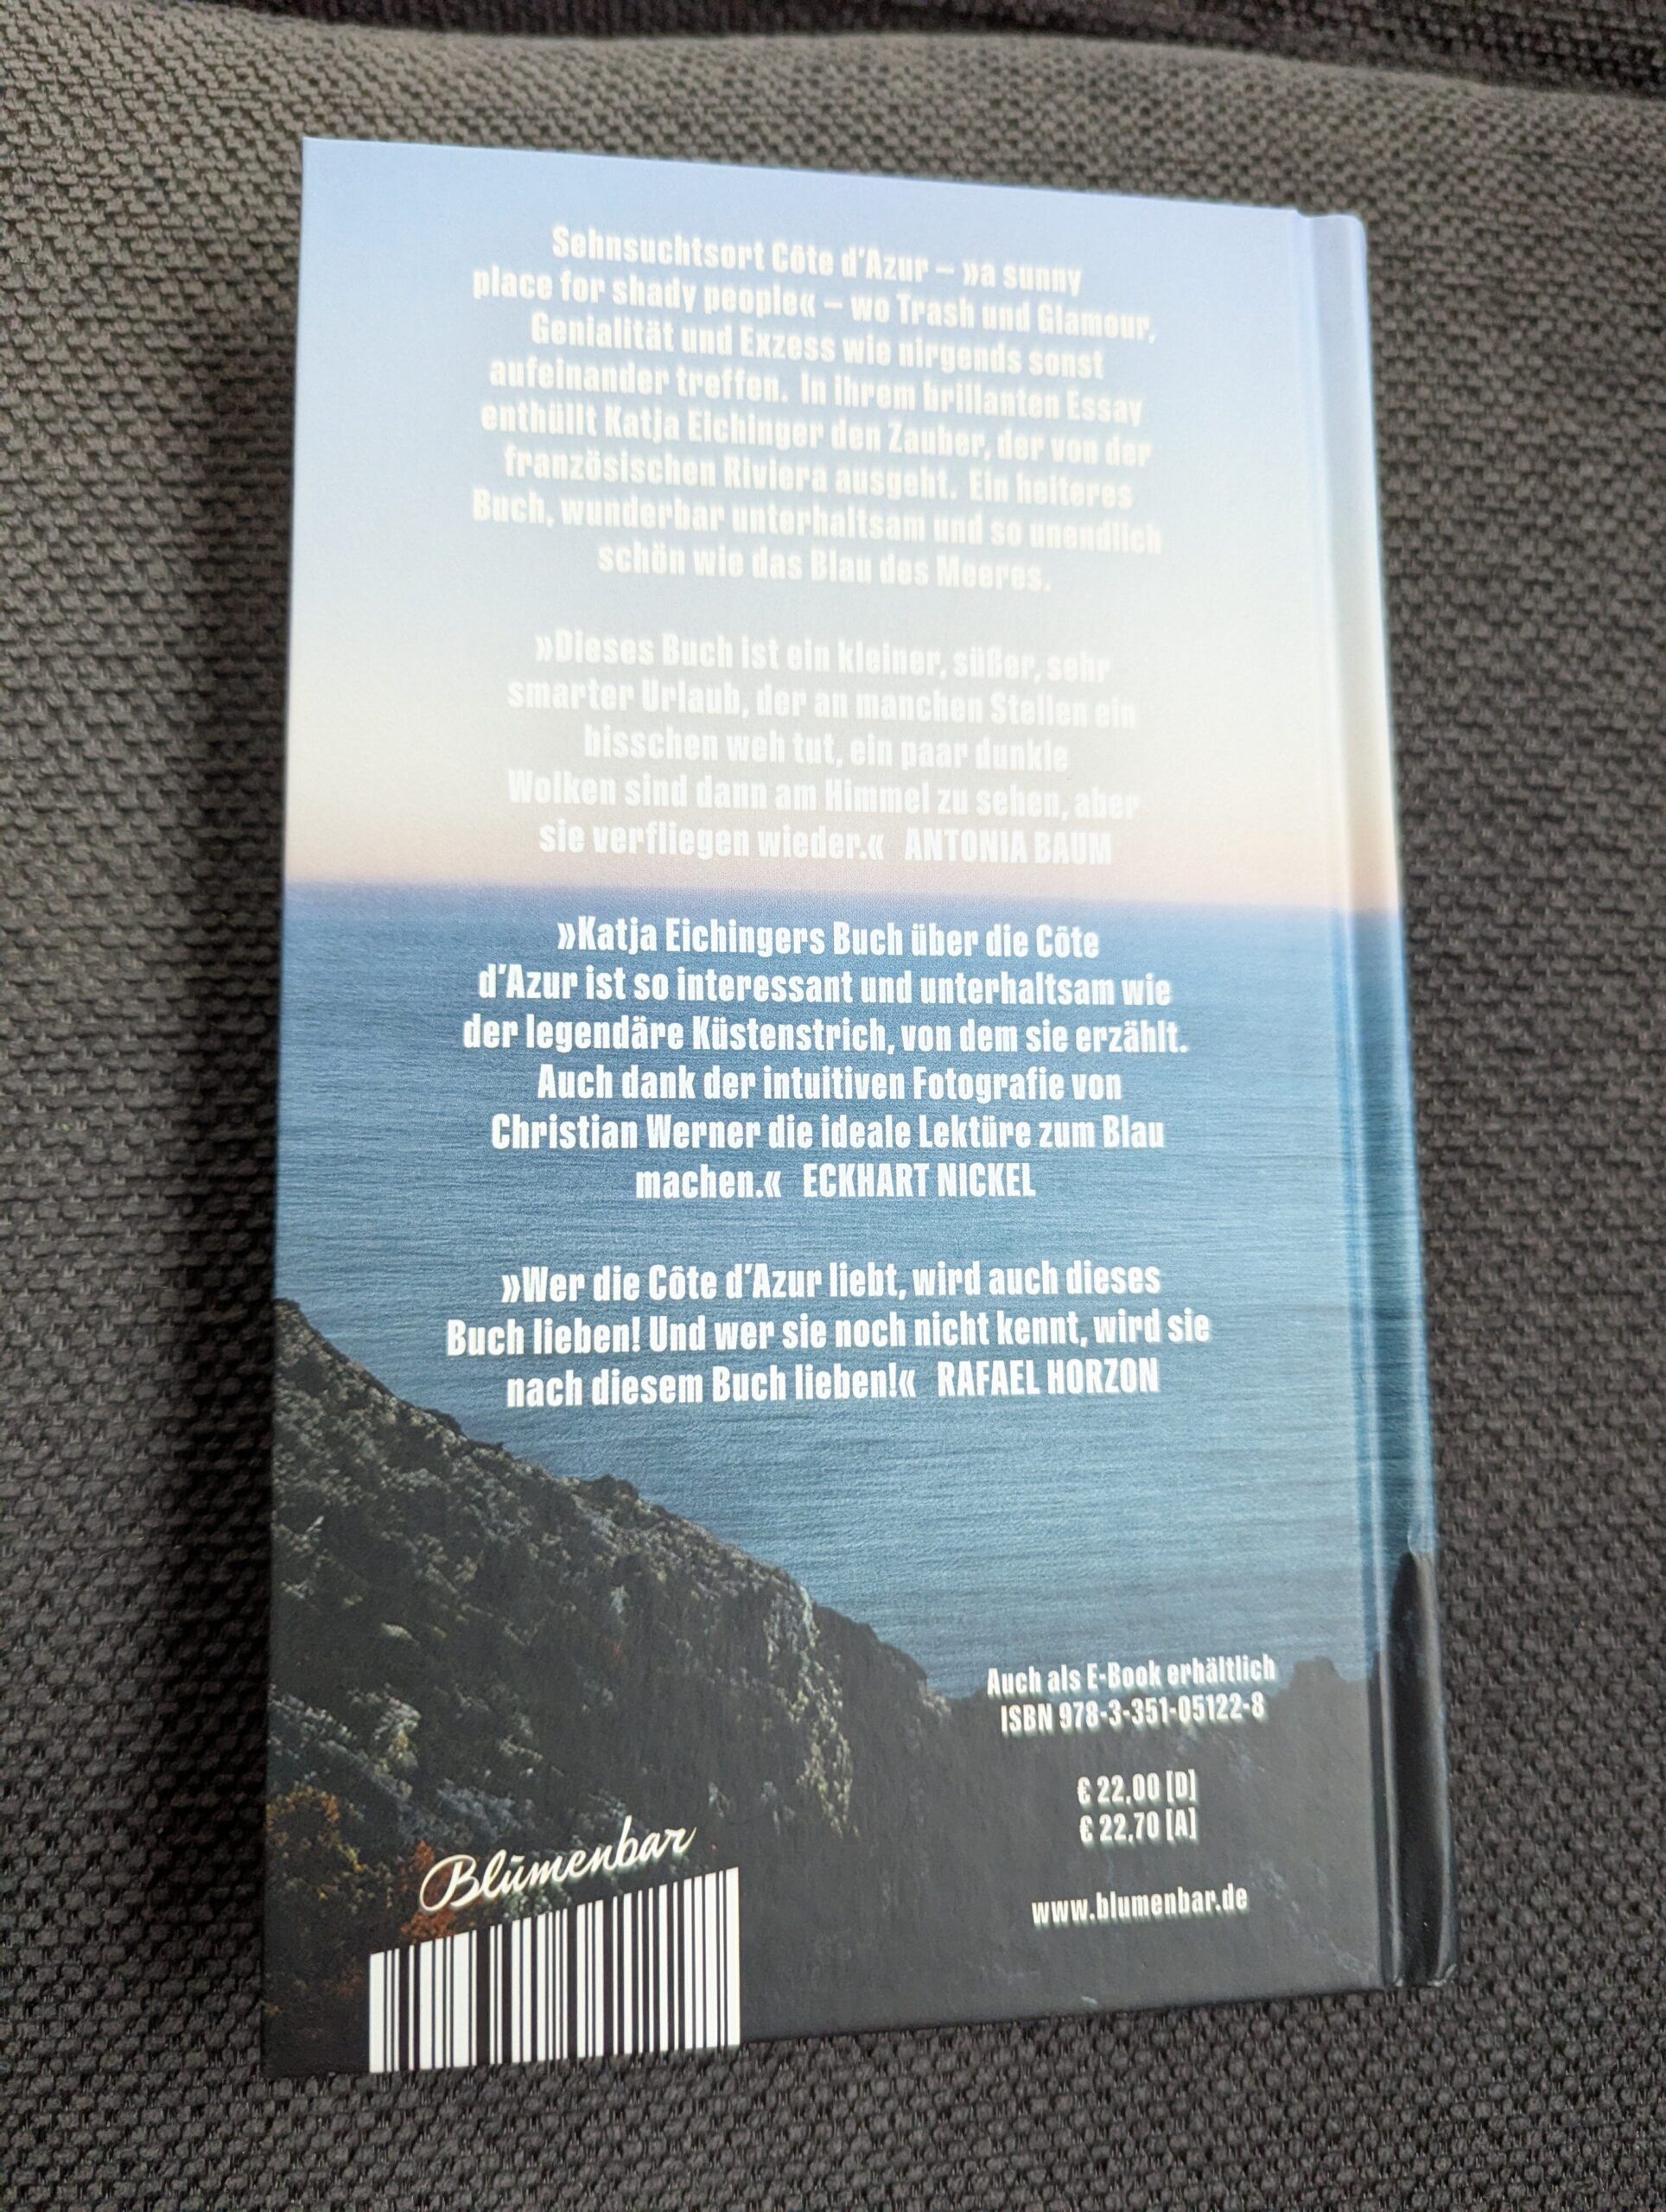 Sehnsuchtsort Côte d’Azur – »a sunny
place for shady people« – wo Trash und Glamour,
Genialität und Exzess wie nirgends sonst
aufeinander treffen. In ihrem brillanten Essay
enthüllt Katja Eichinger den Zauber, der von der
französischen Riviera ausgeht. Ein heiteres
Buch, wunderbar unterhaltsam und so unendlich
schön wie das Blau des Meeres.
»Dieses Buch ist ein kleiner, süßer, sehr
smarter Urlaub, der an manchen Stellen ein
bisschen weh tut, ein paar dunkle
Wolken sind dann am Himmel zu sehen, aber
sie verfliegen wieder.« ANTONIA BAUM
»Katja Eichingers Buch über die Côte
d’Azur ist so interessant und unterhaltsam wie
der legendäre Küstenstrich, von dem sie erzählt.
Auch dank der intuitiven Fotografie von
Christian Werner die ideale Lektüre zum Blau
machen.« ECKHART NICKEL
»Wer die Côte d’Azur liebt, wird auch dieses
Buch lieben! Und wer sie noch nicht kennt, wird sie
nach diesem Buch lieben!« RAFAEL HORZON
Auch als E-Book erhältlich
ISBN 978-3-351-05122-8
€ 22,00 [D]
€ 22,70 [A]
www.blumenbar.de
Blumenbar